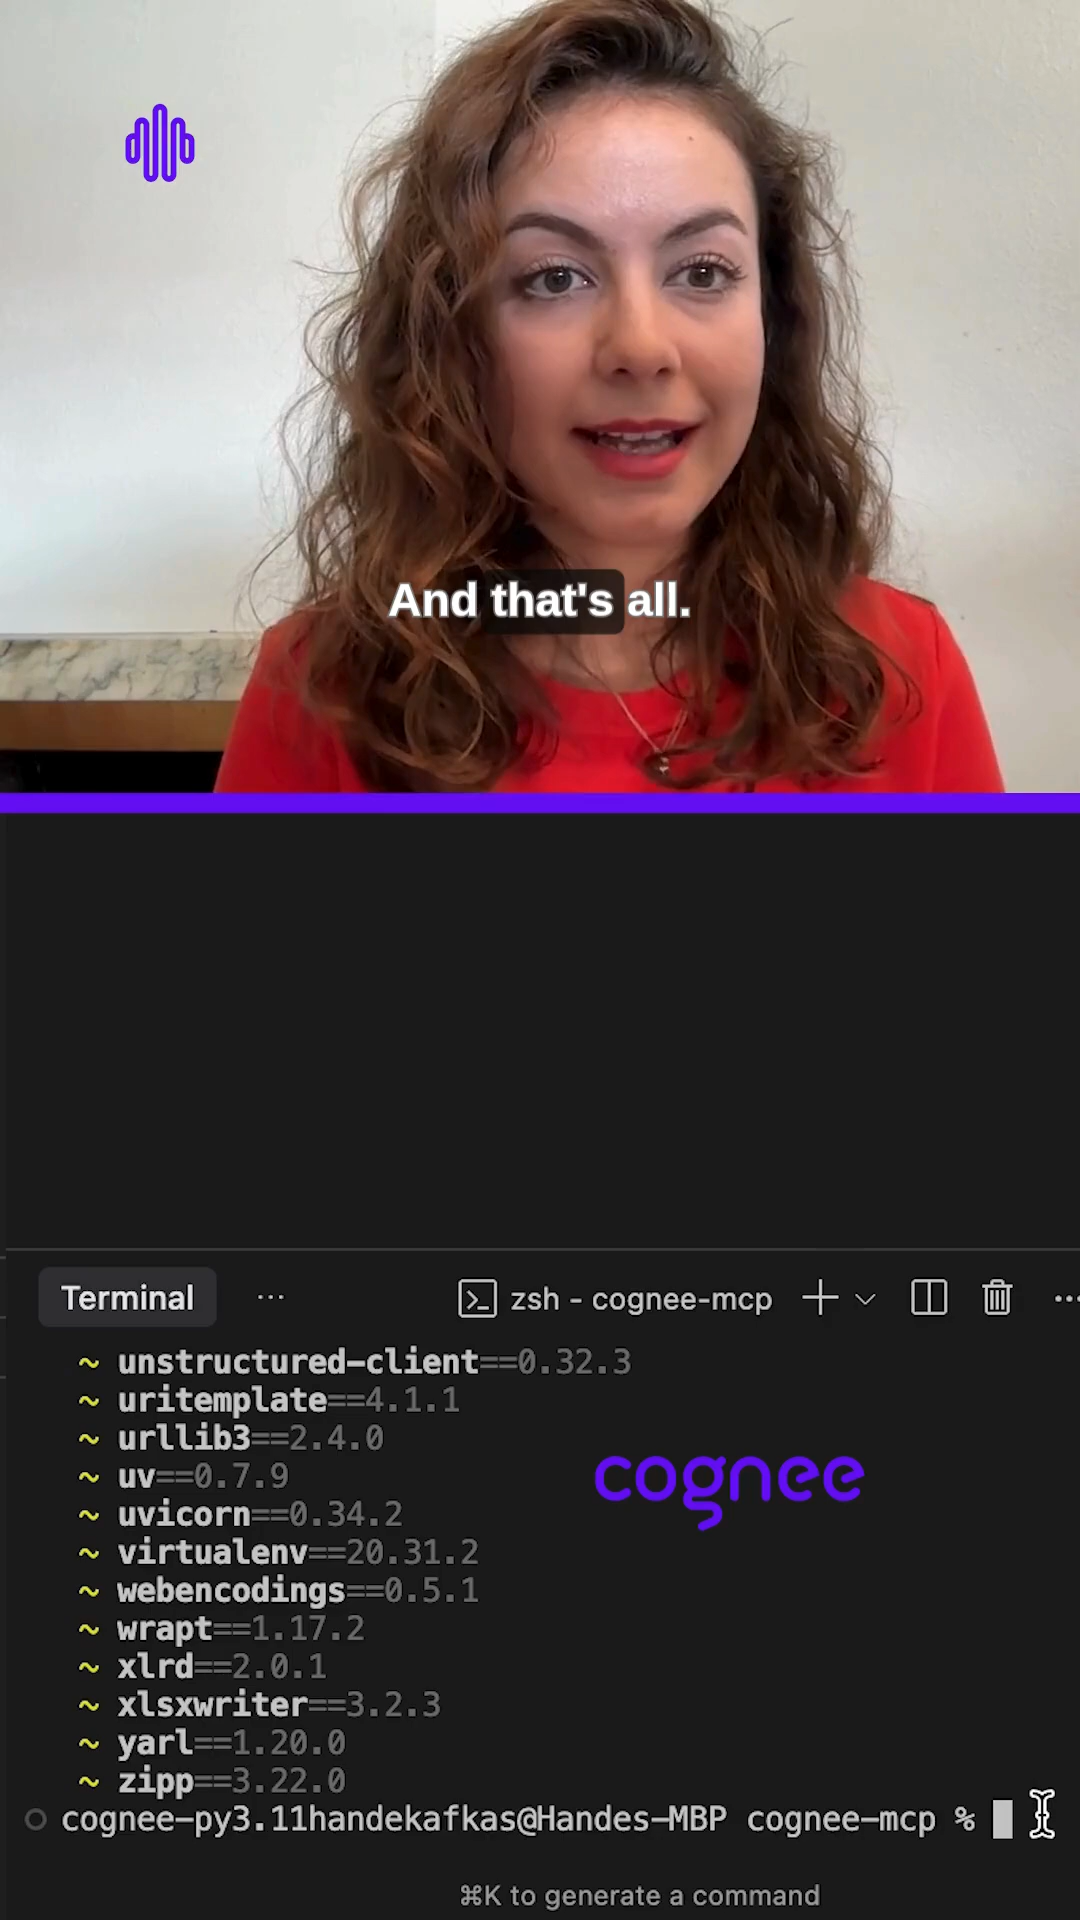 And that's all.
Terminal
zsh - cognee-mcp
~ unstructured-client==0.32.3
~ uritemplate==4.1.1
~ urllib3==2.4.0
~ uv==0.7.9
~ uvicorn==0.34.2
~ virtualenv==20.31.2
~ webencodings==0.5.1
~ wrapt==1.17.2
~ xlrd==2.0.1
~ xlsxwriter==3.2.3
~ yarl==1.20.0
~ zipp==3.22.0
cognee
cognee-py3.11handekafkas@Handes-MBP cognee-mcp %
⌘K to generate a command